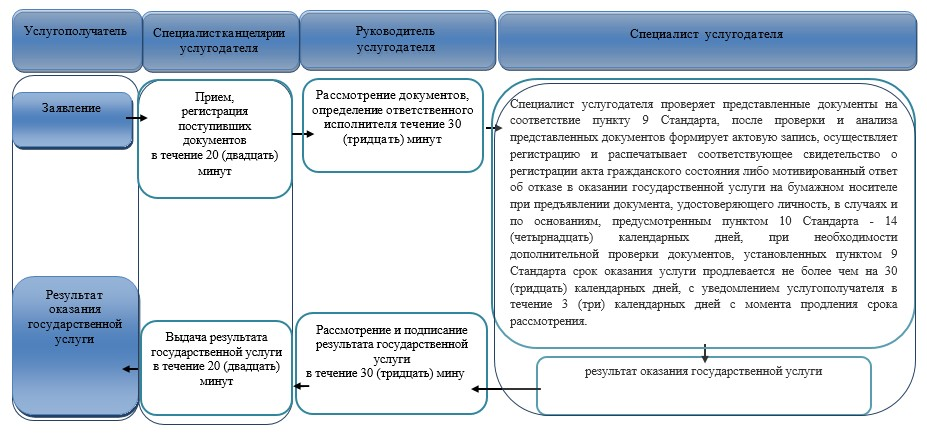 Услугополучатель
Специалист канцелярии
услугодателя
Руководитель
услугодателя
Специалист услугодателя
Заявление
Прием,
регистрация
поступивших
документов
в течение 20 (двадцать)
минут
Рассмотрение документов,
определение ответственного
исполнителя течение 30
(тридцать) минут
Специалист услугодателя проверяет представленные документы на
соответствие пункту 9 Стандарта, после проверки и анализа
представленных документов формирует актовую запись, осуществляет
регистрацию и распечатывает соответствующее свидетельство о
регистрации акта гражданского состояния либо мотивированный ответ
об отказе в оказании государственной услуги на бумажном носителе
при предъявлении документа, удостоверяющего личность, в случаях и
по основаниям, предусмотренным пунктом 10 Стандарта - 14
(четырнадцать) календарных дней, при необходимости
дополнительной проверки документов, установленных пунктом 9
Стандарта срок оказания услуги продлевается не более чем на 30
(тридцать) календарных дней, с уведомлением услугополучателя в
течение 3 (три) календарных дней с момента продления срока
рассмотрения.
Результат
оказания
государственной
услуги
Выдача результата
государственной услуги
в течение 20 (двадцать)
минут
Рассмотрение и подписание
результата государственной
услуги
в течение 30 (тридцать) мину
результат оказания государственной услуги